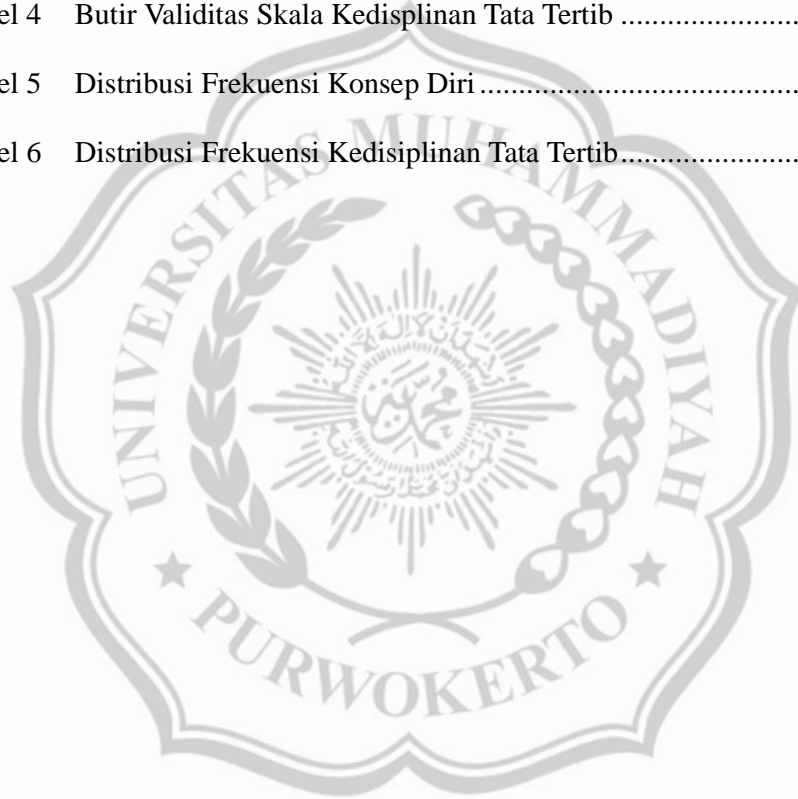 el 4 Butir Validitas Skala Kedisplinan Tata Tertib ........................
el 5 Distribusi Frekuensi Konsep Diri ..........................................
el 6 Distribusi Frekuensi Kedisiplinan Tata Tertib.......................
UNIVERSITAS MUHAMMADIYAH
PURWOKERTO